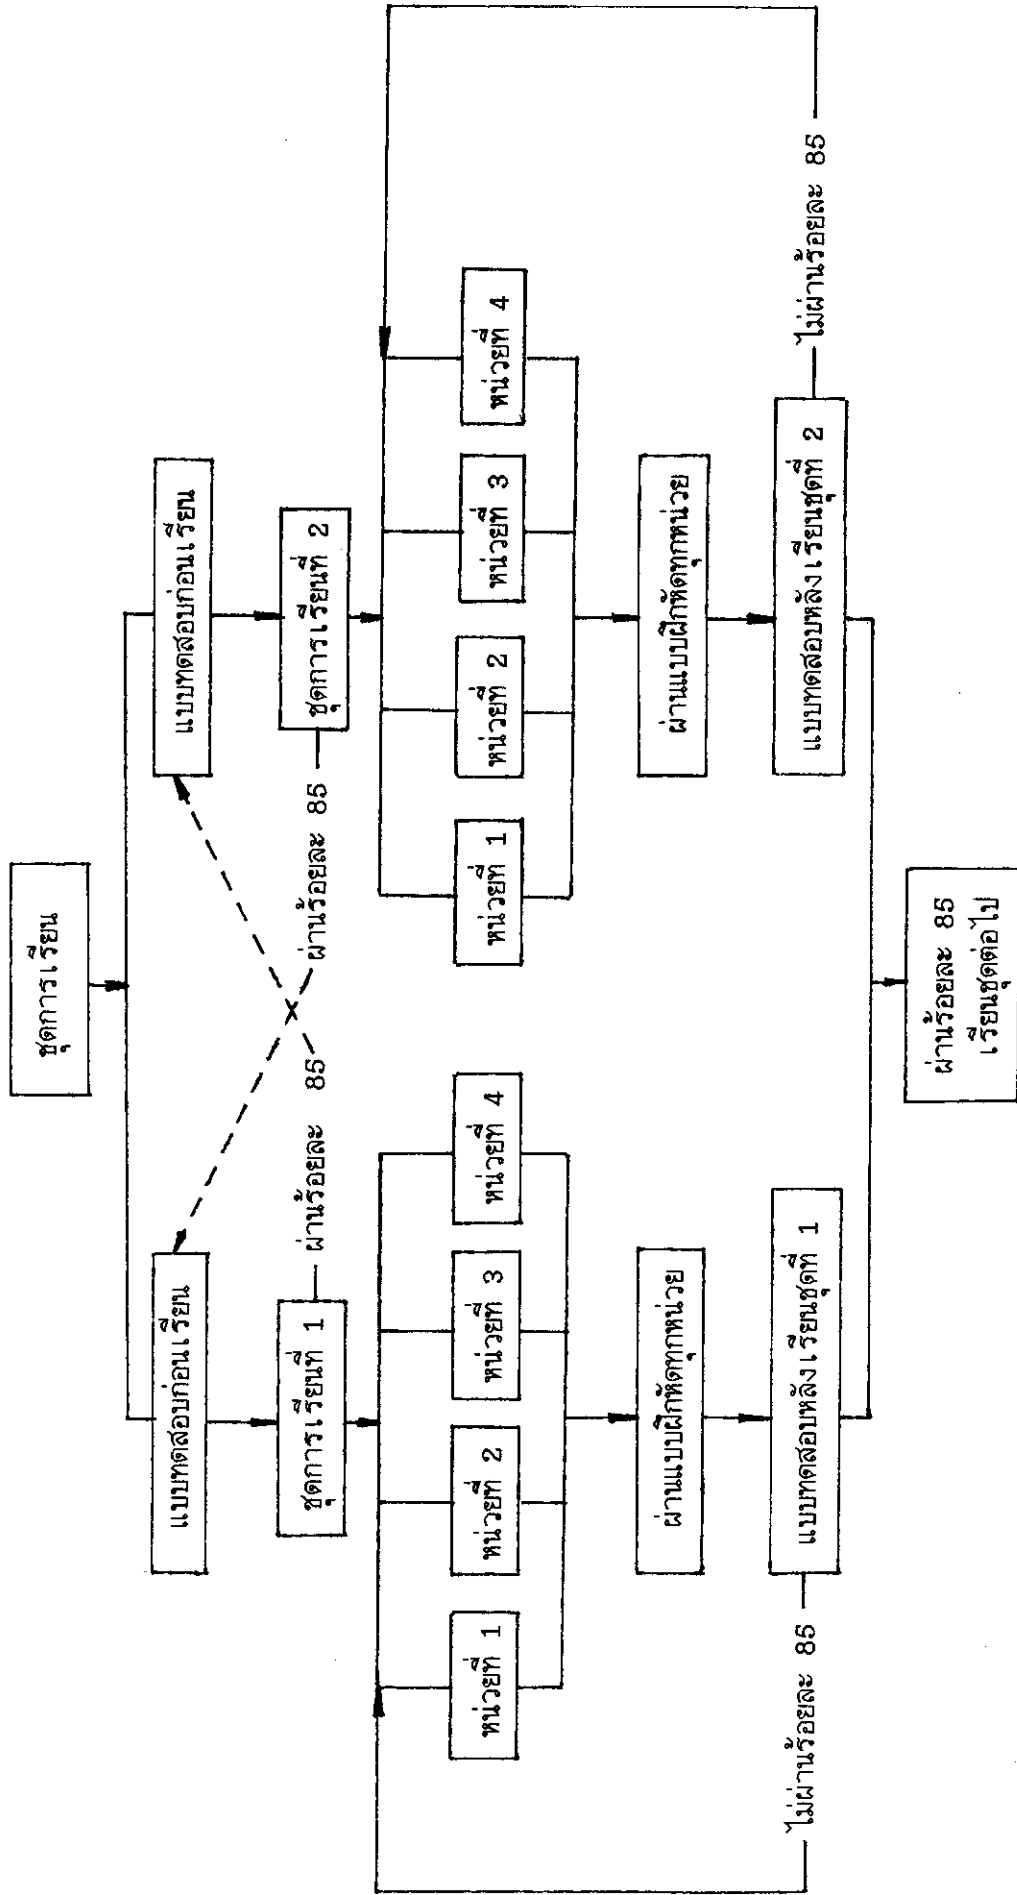 ชุดการเรียน
แบบทดสอบก่อนเรียน
แบบทดสอบก่อนเรียน
ชุดการเรียนที่ 1
ผ่านร้อยละ 85
ผ่านร้อยละ 85
ชุดการเรียนที่ 2
หน่วยที่ 1
หน่วยที่ 2
หน่วยที่ 3
หน่วยที่ 4
หน่วยที่ 1
หน่วยที่ 2
หน่วยที่ 3
หน่วยที่ 4
ผ่านแบบฝึกหัดทุกหน่วย
ผ่านแบบฝึกหัดทุกหน่วย
ไม่ผ่านร้อยละ 85
แบบทดสอบหลังเรียนชุดที่ 1
แบบทดสอบหลังเรียนชุดที่ 2
ไม่ผ่านร้อยละ 85
ผ่านร้อยละ 85
เรียนชุดต่อไป